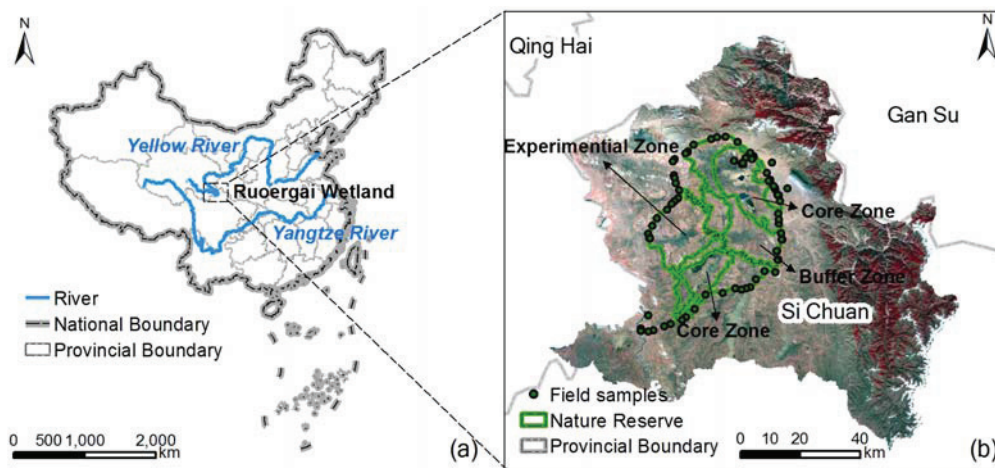 N
Yellow River
Ruoergai Wetland
Yangtze River
River
National Boundary
Provincial Boundary
0 500 1,000 2,000
km
(a)
N
Qing Hai
Gan Su
Experimential Zone
Core Zone
Buffer Zone
Si Chuan
Core Zone
Field samples
Nature Reserve
Provincial Boundary
0 10 20 40
km
(b)